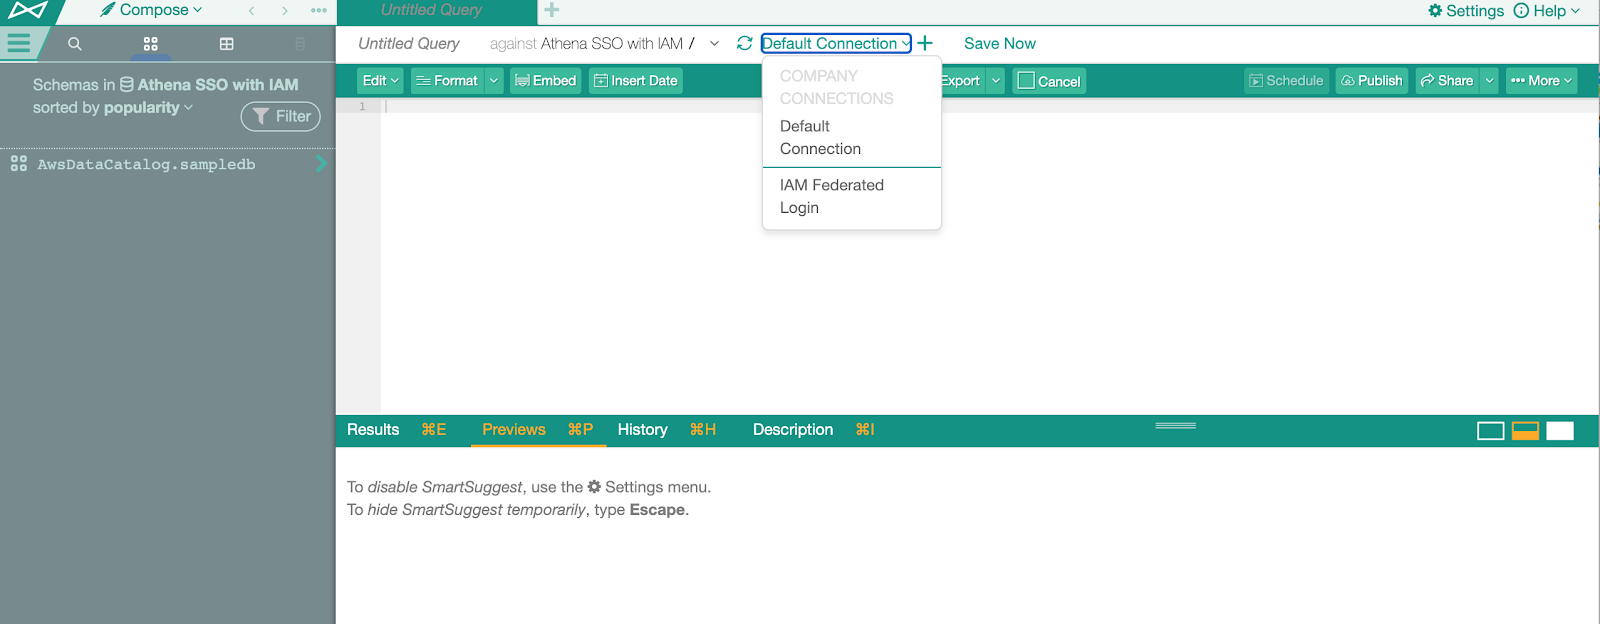 Compose
Untitled Query
Settings
Help
Untitled Query against Athena SSO with IAM /
Default Connection
Save Now
Schemas in Athena SSO with IAM
sorted by popularity
Filter
AwsDataCatalog.sampledb
Edit
Format
Embed
Insert Date
Export
Cancel
Schedule
Publish
Share
••• More
COMPANY
CONNECTIONS
Default
Connection
IAM Federated
Login
1
Results ⌘E
Previews ⌘P
History ⌘H
Description ⌘I
To disable SmartSuggest, use the Settings menu.
To hide SmartSuggest temporarily, type Escape.